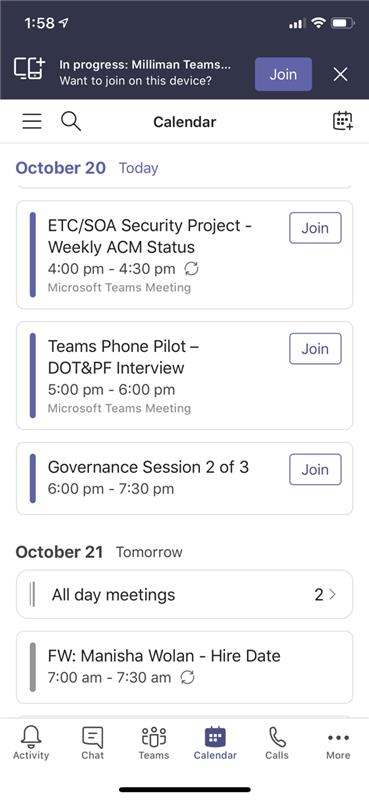 1:58
In progress: Milliman Teams...
Want to join on this device?
Join
Calendar
October 20 Today
ETC/SOA Security Project -
Weekly ACM Status
Join
4:00 pm - 4:30 pm
Microsoft Teams Meeting
Teams Phone Pilot –
DOT&PF Interview
Join
5:00 pm - 6:00 pm
Microsoft Teams Meeting
Governance Session 2 of 3
Join
6:00 pm - 7:30 pm
October 21 Tomorrow
All day meetings 2
FW: Manisha Wolan - Hire Date
7:00 am - 7:30 am
Activity Chat Teams Calendar Calls More